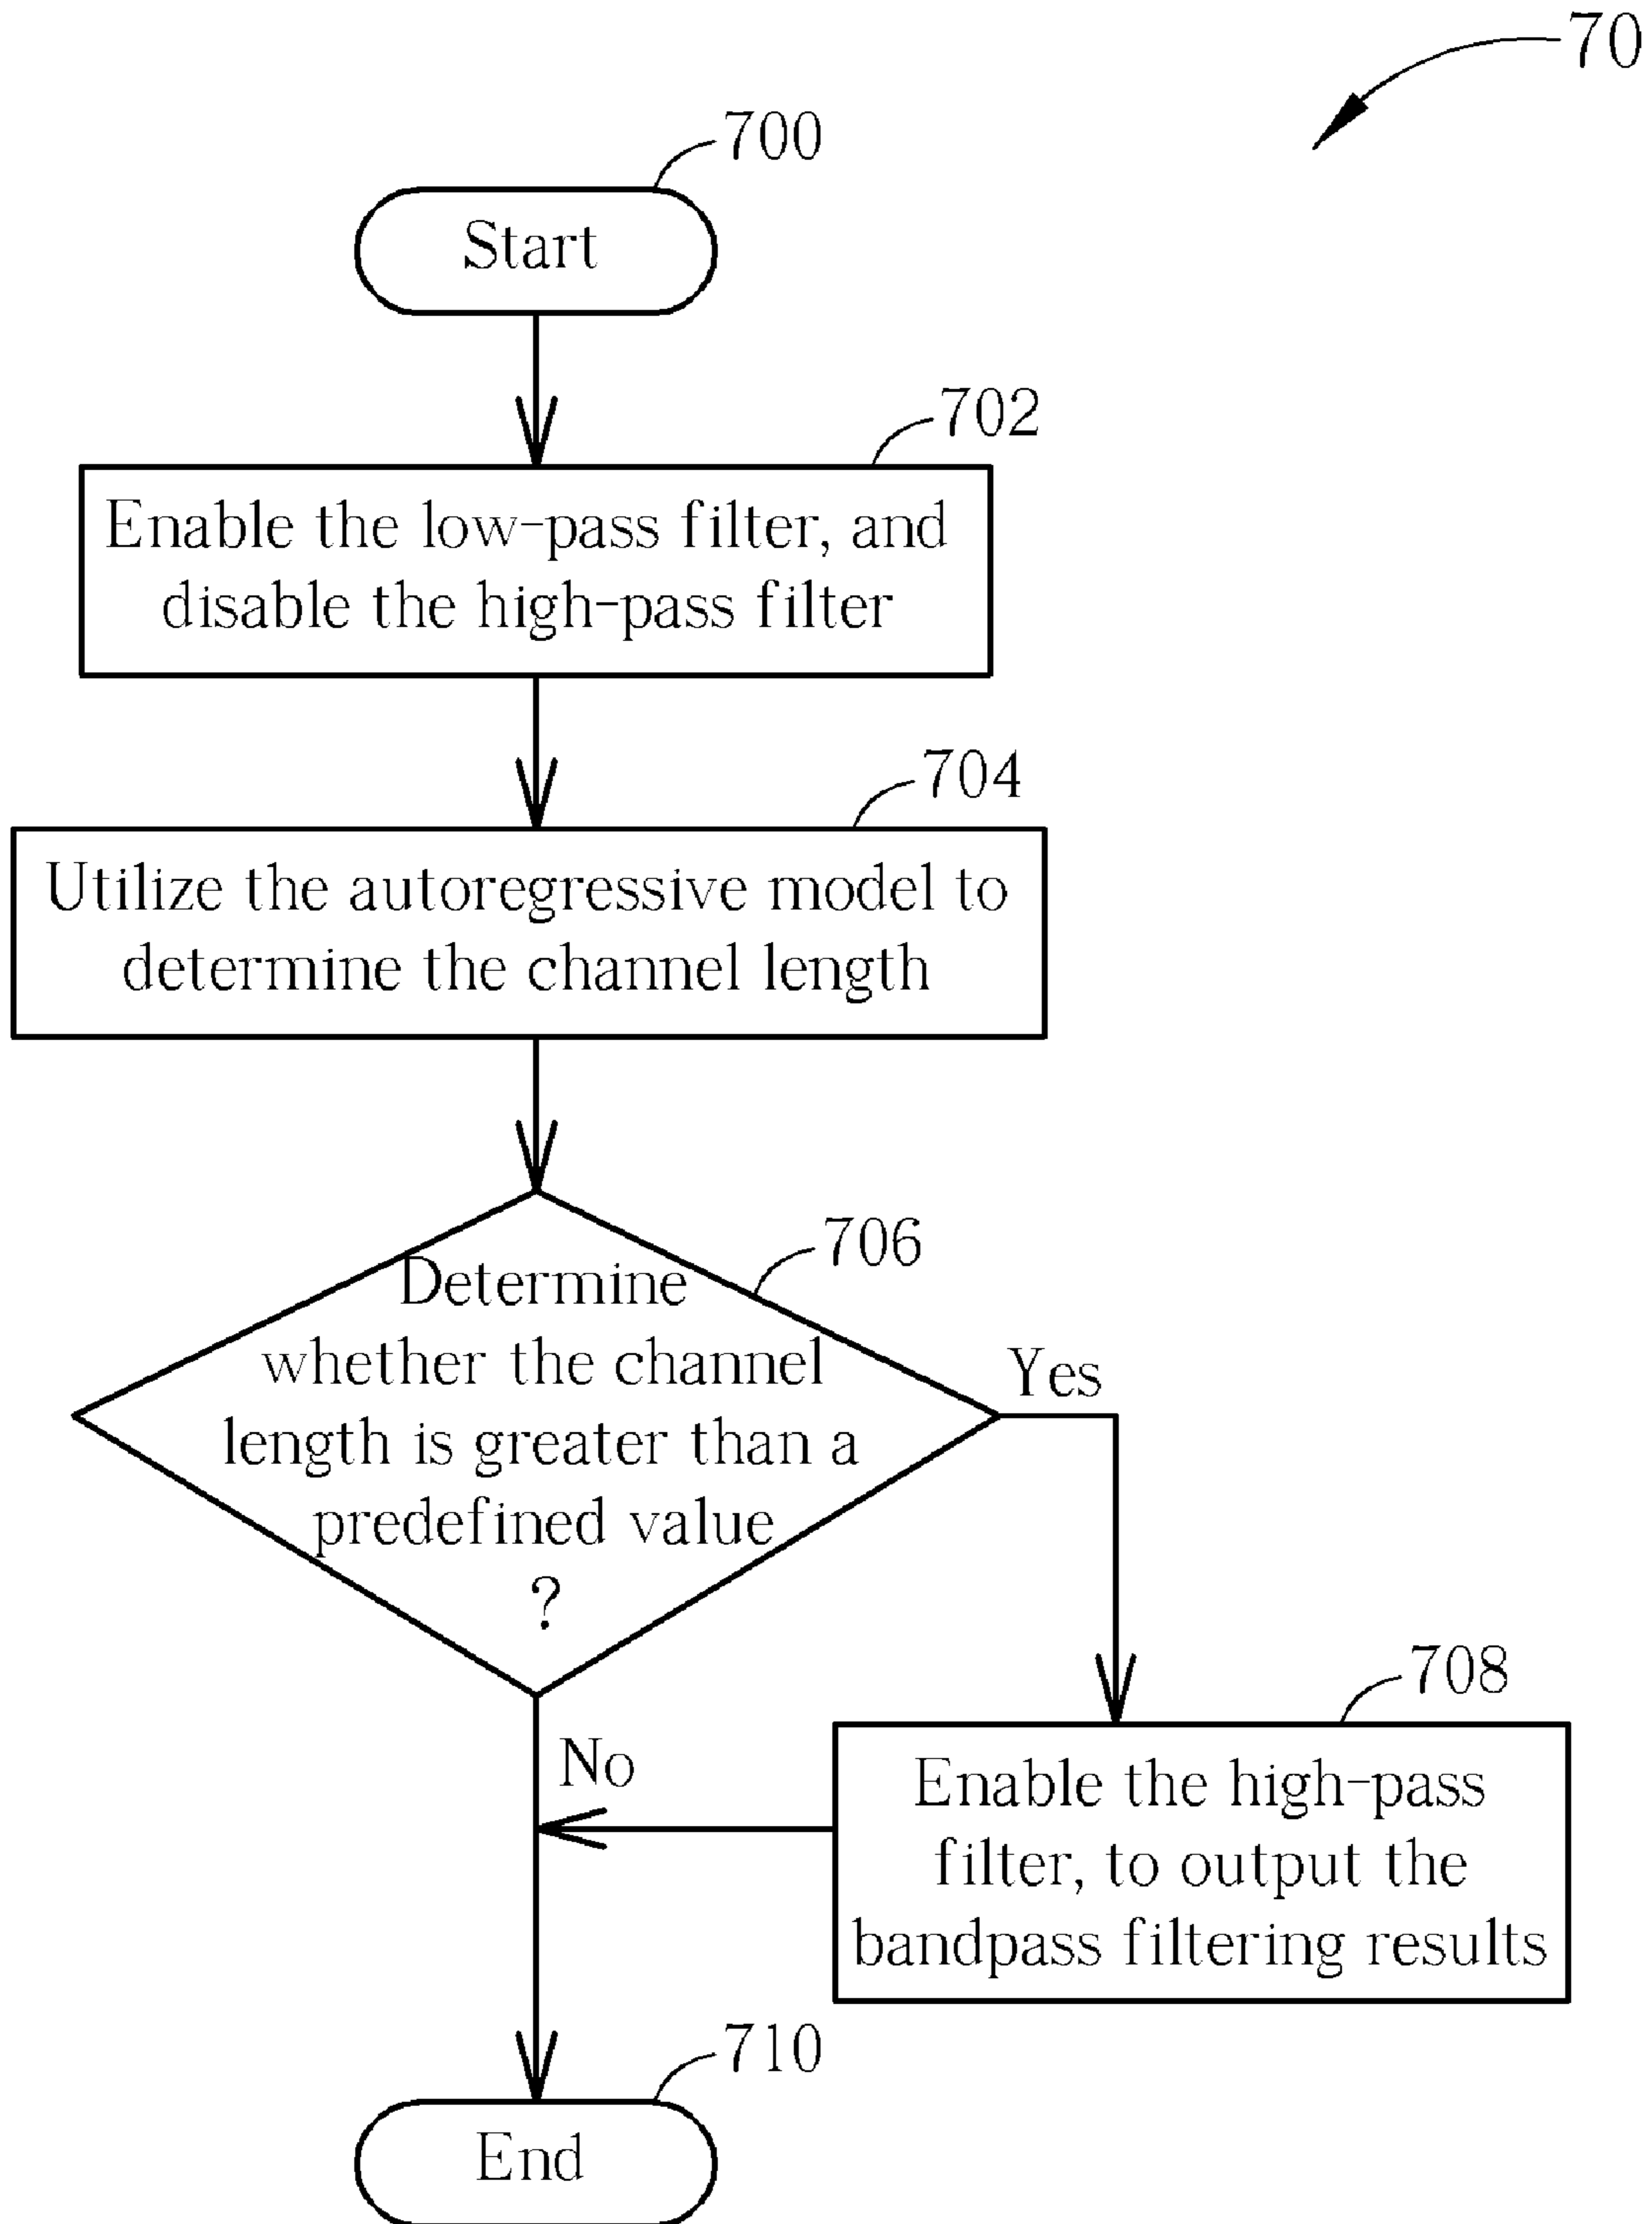 70
700
Start
702
Enable the low-pass filter, and
disable the high-pass filter
704
Utilize the autoregressive model to
determine the channel length
706
Determine
whether the channel
length is greater than a
predefined value
?
Yes
708
No
Enable the high-pass
filter, to output the
bandpass filtering results
710
End